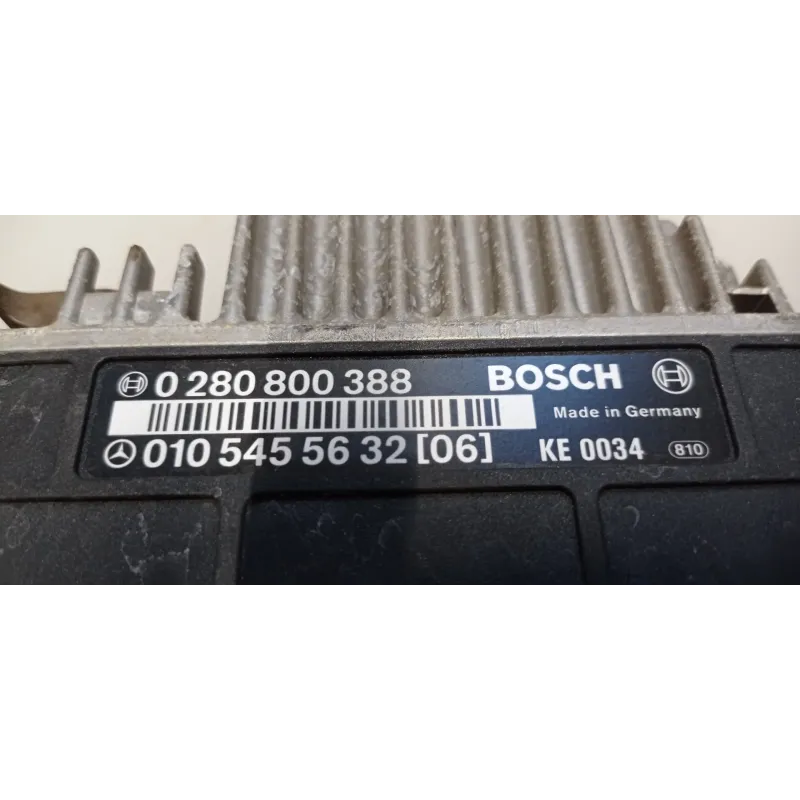 0 280 800 388 BOSCH
Made in Germany
010 545 56 32 [06] KE 0034 810